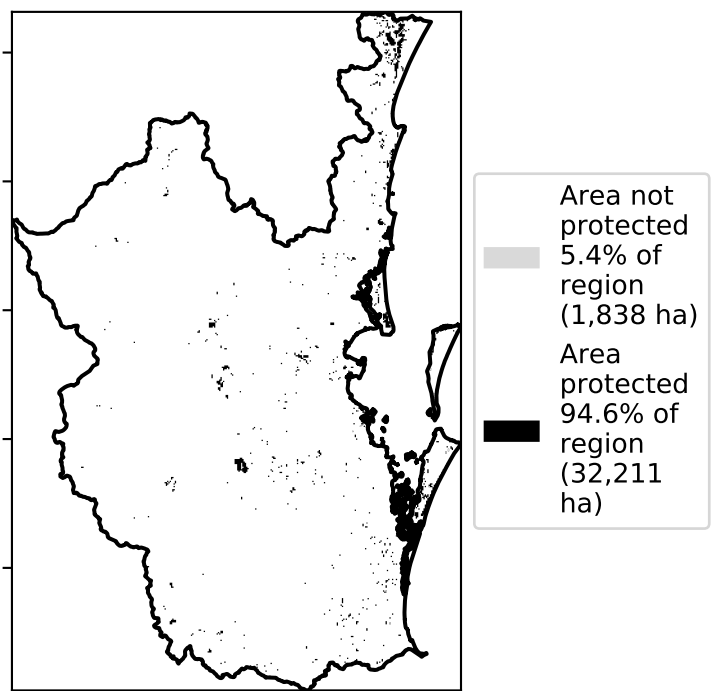 Area not
protected
5.4% of
region
(1,838 ha)
Area
protected
94.6% of
region
(32,211
ha)